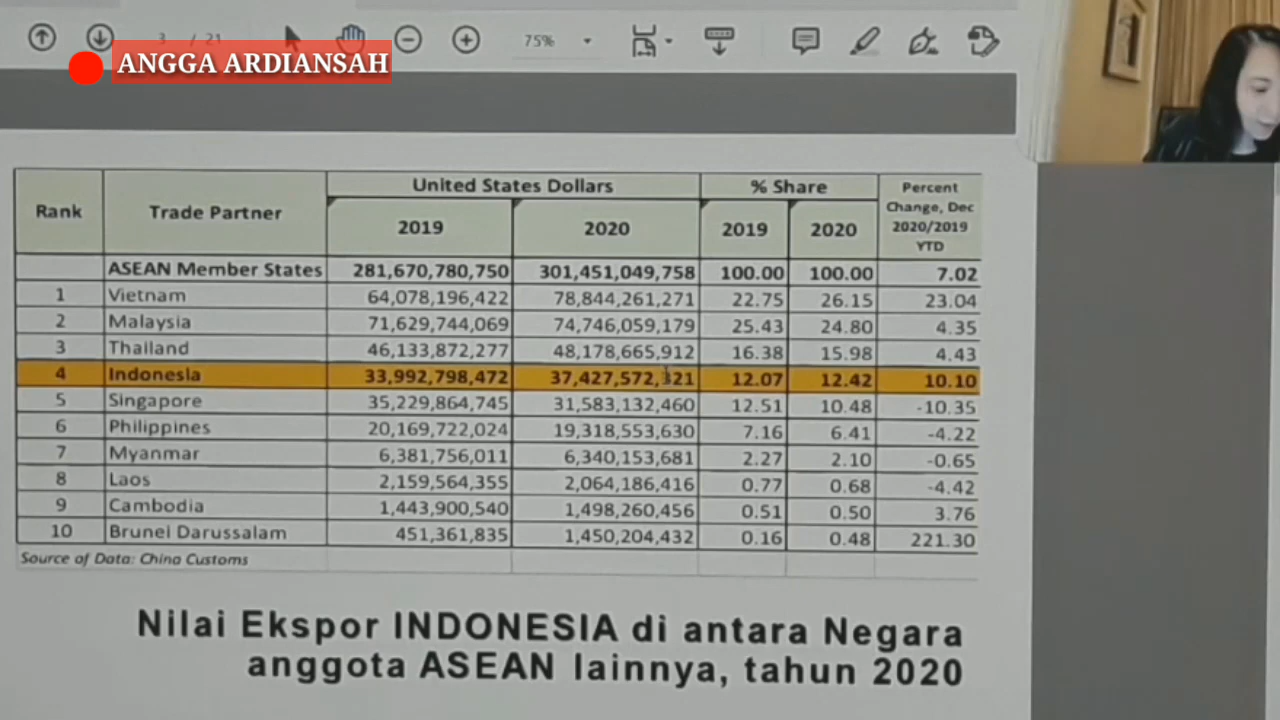 3 / 21
75%
ANGGA ARDIANSAH
Rank Trade Partner United States Dollars % Share Percent Change, Dec 2020/2019 YTD
2019 2020 2019 2020
ASEAN Member States 281,670,780,750 301,451,049,758 100.00 100.00 7.02
1 Vietnam 64,078,196,422 78,844,261,271 22.75 26.15 23.04
2 Malaysia 71,629,744,069 74,746,059,179 25.43 24.80 4.35
3 Thailand 46,133,872,277 48,178,665,912 16.38 15.98 4.43
4 Indonesia 33,992,798,472 37,427,572,321 12.07 12.42 10.10
5 Singapore 35,229,864,745 31,583,132,460 12.51 10.48 -10.35
6 Philippines 20,169,722,024 19,318,553,630 7.16 6.41 -4.22
7 Myanmar 6,381,756,011 6,340,153,681 2.27 2.10 -0.65
8 Laos 2,159,564,355 2,064,186,416 0.77 0.68 -4.42
9 Cambodia 1,443,900,540 1,498,260,456 0.51 0.50 3.76
10 Brunei Darussalam 451,361,835 1,450,204,432 0.16 0.48 221.30
Source of Data: China Customs
Nilai Ekspor INDONESIA di antara Negara
anggota ASEAN lainnya, tahun 2020